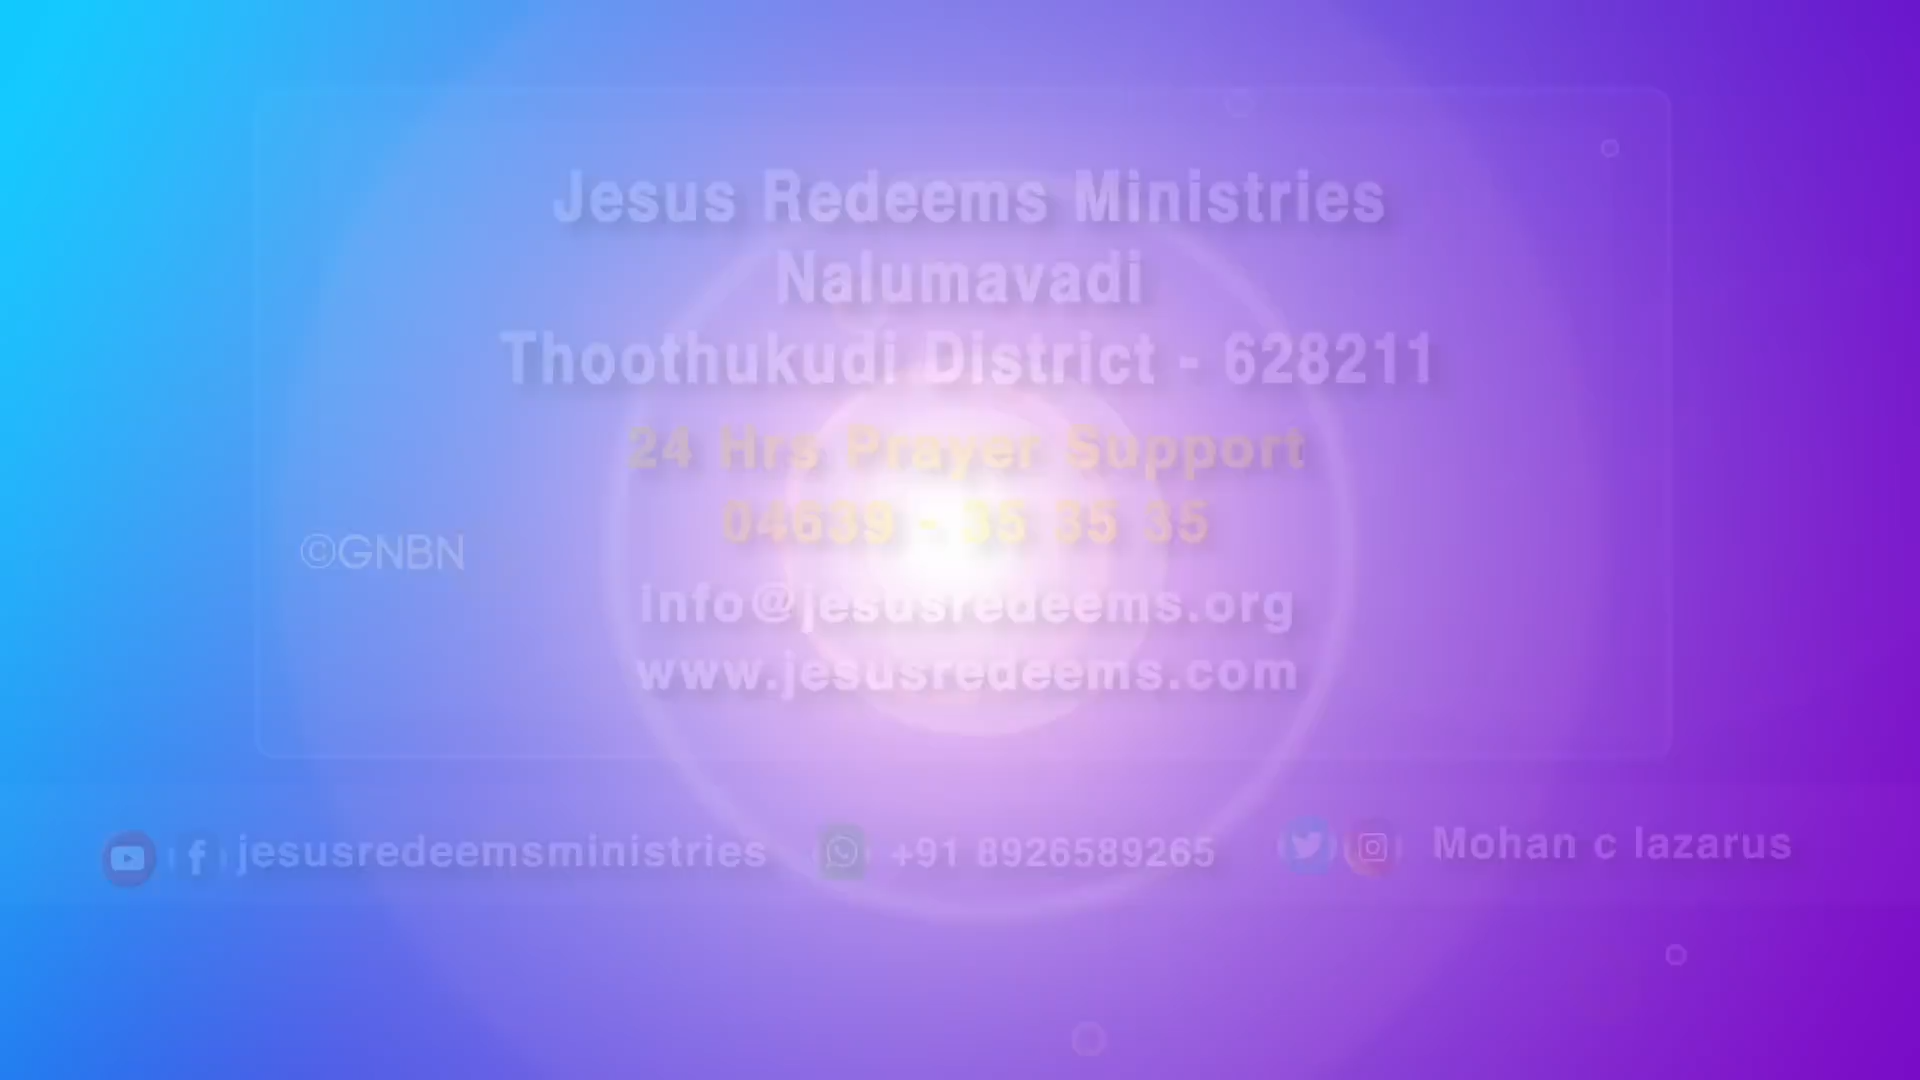 Jesus Redeems Ministries
Nalumavadi
Thoothukudi District - 628211
24 Hrs Prayer Support
04639 - 35 35 35
©GNBN
info@jesusredeems.org
www.jesusredeems.com
jesusredeemsministries +91 8926589265 Mohan c lazarus